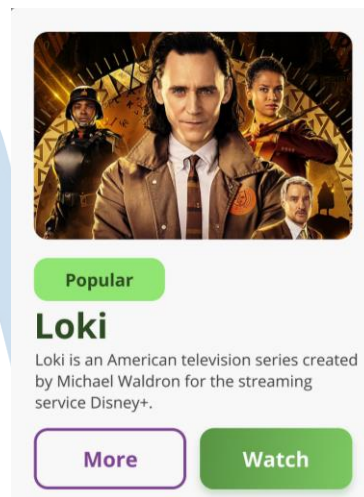 Popular
Loki
Loki is an American television series created
by Michael Waldron for the streaming
service Disney+.
More
Watch